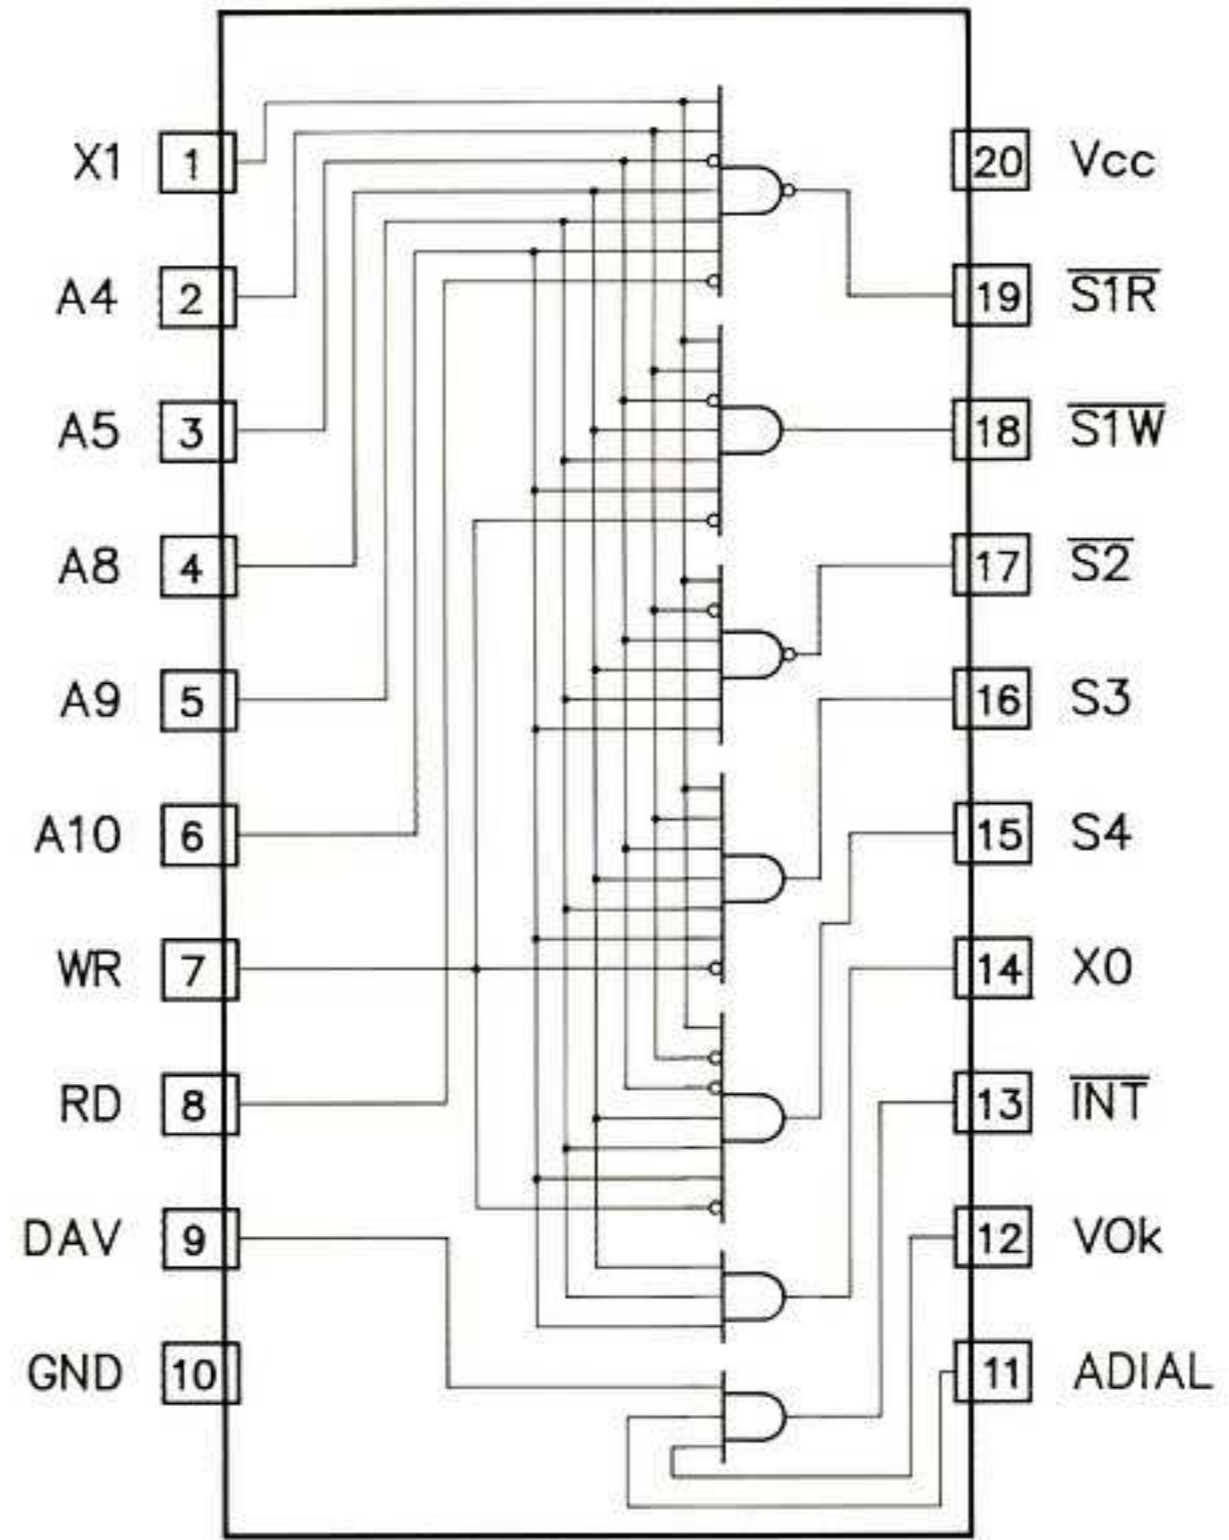 X1 1
A4 2
A5 3
A8 4
A9 5
A10 6
WR 7
RD 8
DAV 9
GND 10
20 Vcc
19 S1R
18 S1W
17 S2
16 S3
15 S4
14 X0
13 INT
12 VOk
11 ADIAL